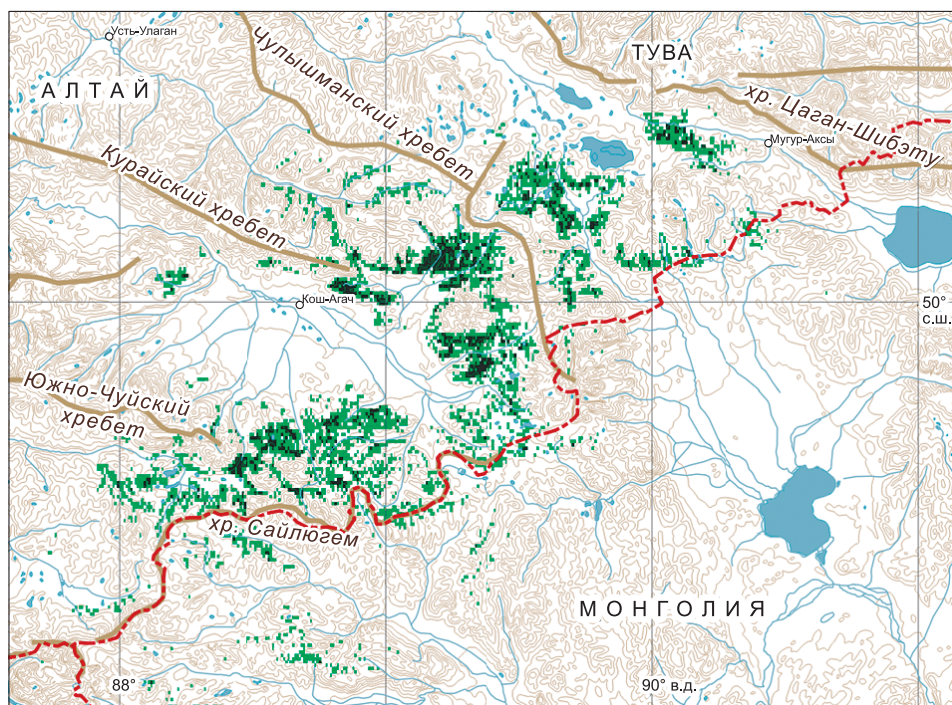 Усть-Улаган
АЛТАЙ
Чулышманский хребет
ТУВА
хр. Цаган-Шибэту
Мугур-Аксы
Курайский хребет
Кош-Агач
50°
с.ш.
Южно-Чуйский
хребет
хр. Сайлюгем
МОНГОЛИЯ
88°
90° в.д.